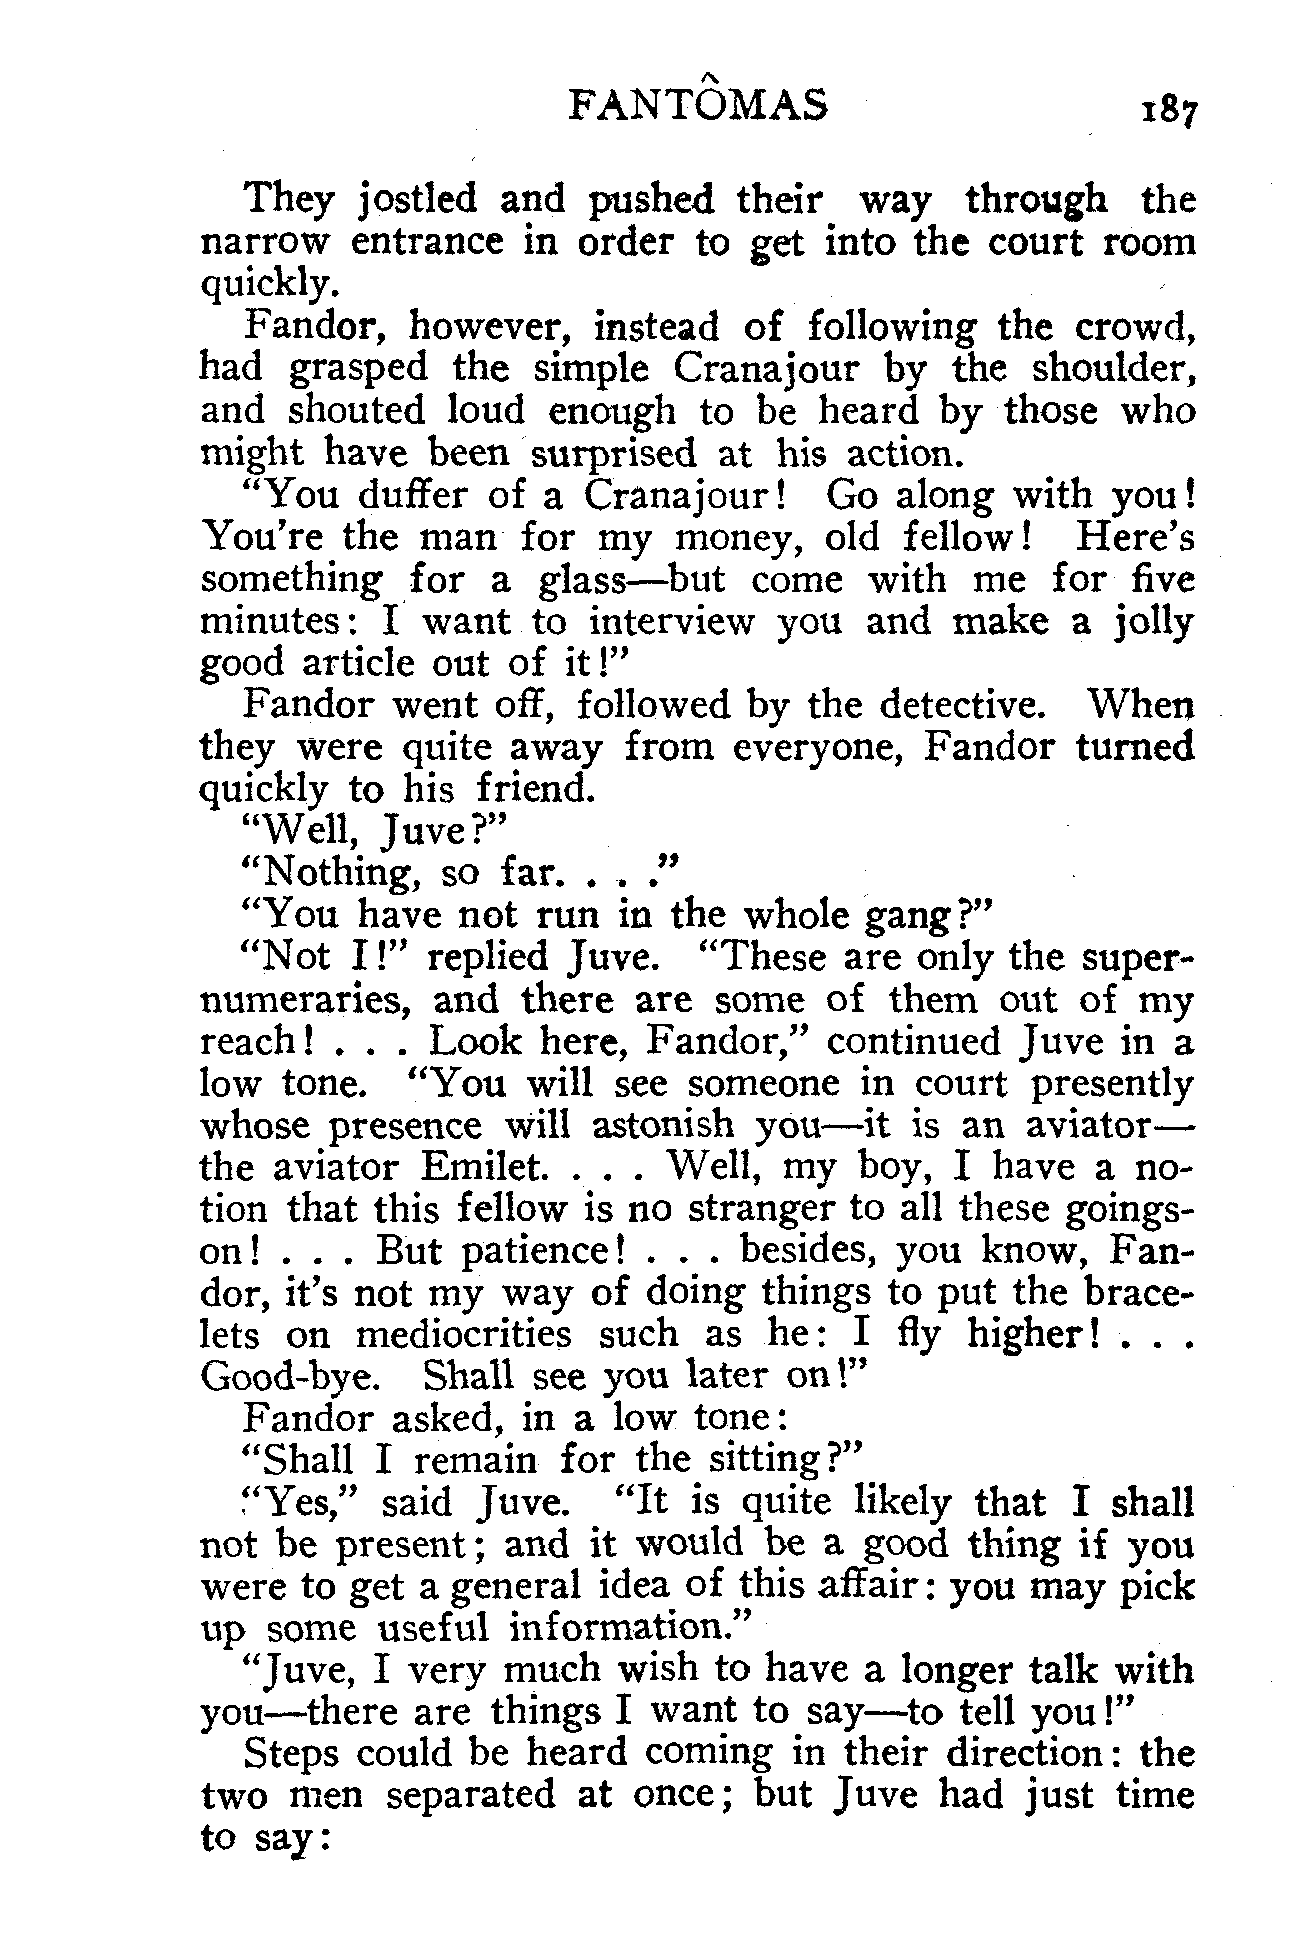 FANTÔMAS 187
They jostled and pushed their way through the
narrow entrance in order to get into the court room
quickly.
Fandor, however, instead of following the crowd,
had grasped the simple Cranajour by the shoulder,
and shouted loud enough to be heard by those who
might have been surprised at his action.
“You duffer of a Cranajour! Go along with you!
You're the man for my money, old fellow! Here's
something for a glass—but come with me for five
minutes: I want to interview you and make a jolly
good article out of it!”
Fandor went off, followed by the detective. When
they were quite away from everyone, Fandor turned
quickly to his friend.
“Well, Juve?”
“Nothing, so far. . . .”
“You have not run in the whole gang?”
“Not I!” replied Juve. “These are only the super-
numeraries, and there are some of them out of my
reach! . . . Look here, Fandor,” continued Juve in a
low tone. “You will see someone in court presently
whose presence will astonish you—it is an aviator—
the aviator Emilet. . . . Well, my boy, I have a no-
tion that this fellow is no stranger to all these goings-
on! . . . But patience! . . . besides, you know, Fan-
dor, it's not my way of doing things to put the brace-
lets on mediocrities such as he: I fly higher! . . .
Good-bye. Shall see you later on!”
Fandor asked, in a low tone:
“Shall I remain for the sitting?”
“Yes,” said Juve. “It is quite likely that I shall
not be present; and it would be a good thing if you
were to get a general idea of this affair: you may pick
up some useful information.”
“Juve, I very much wish to have a longer talk with
you—there are things I want to say—to tell you!”
Steps could be heard coming in their direction: the
two men separated at once; but Juve had just time
to say: